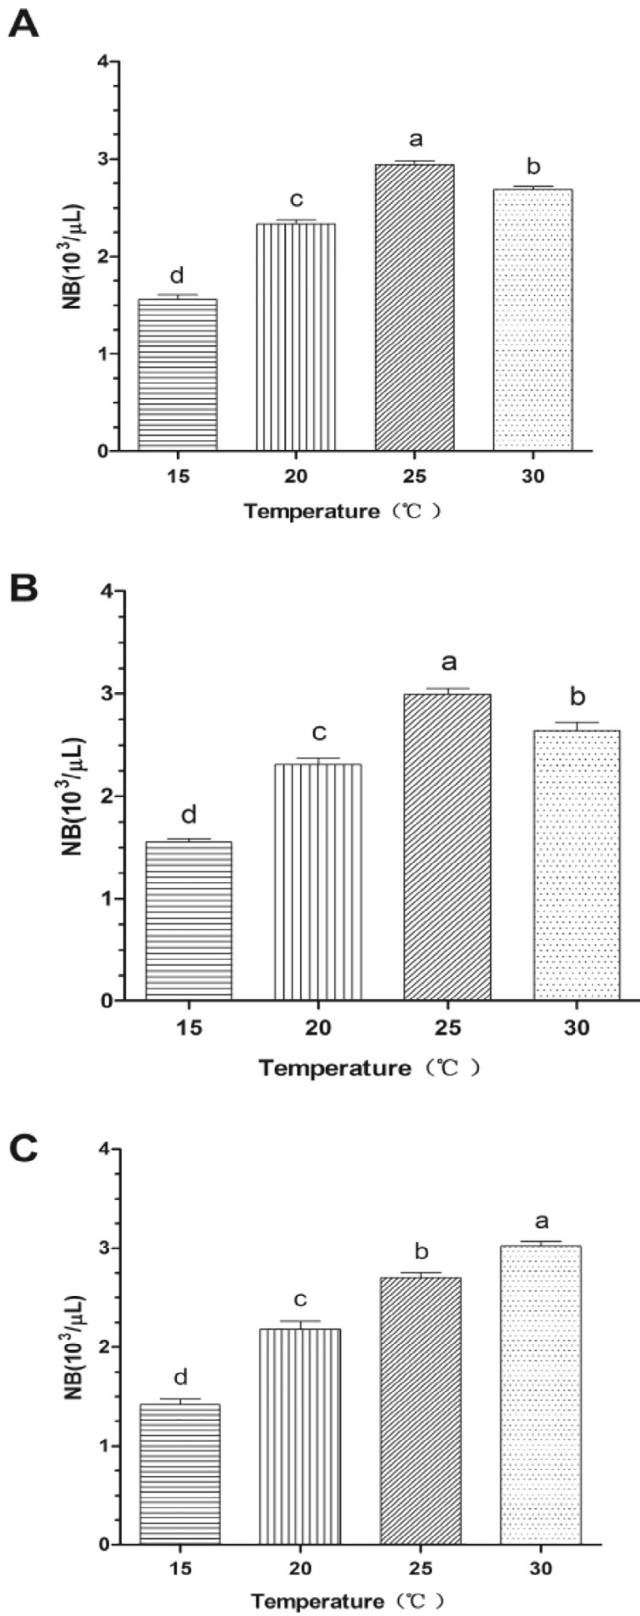 A
4
3
2
1
0
NB(10³/μL)
d
c
a
b
15 20 25 30
Temperature（℃ ）
B
4
3
2
1
0
NB(10³/μL)
d
c
a
b
15 20 25 30
Temperature（℃ ）
C
4
3
2
1
0
NB(10³/μL)
d
c
b
a
15 20 25 30
Temperature（℃ ）